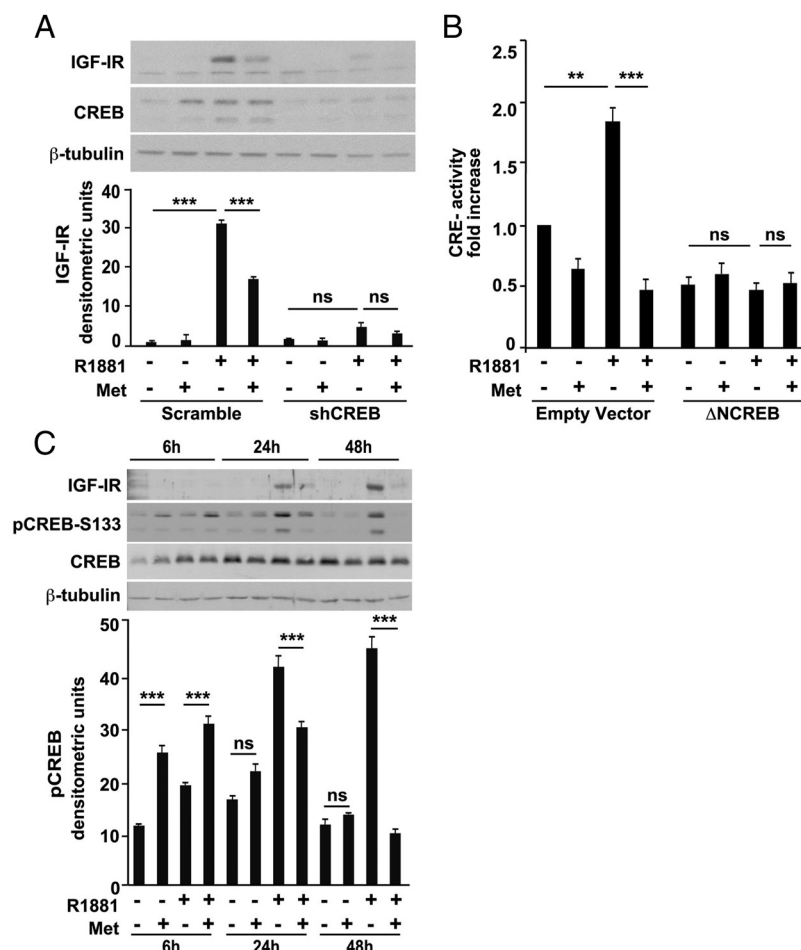 A
IGF-IR
CREB
β-tubulin
IGF-IR
densitometric units
40
30
20
10
0
***
***
ns
ns
R1881 - - + + - - + +
Met - + - + - + - +
Scramble shCREB
B
CRE- activity
fold increase
2.5
2.0
1.5
1.0
0.5
0
**
***
ns
ns
R1881 - - + + - - + +
Met - + - + - + - +
Empty Vector ΔNCREB
C
6h 24h 48h
IGF-IR
pCREB-S133
CREB
β-tubulin
pCREB
densitometric units
50
40
30
20
10
0
***
***
ns
***
ns
***
R1881 - - + + - - + + - - + +
Met - + - + - + - + - + - +
6h 24h 48h